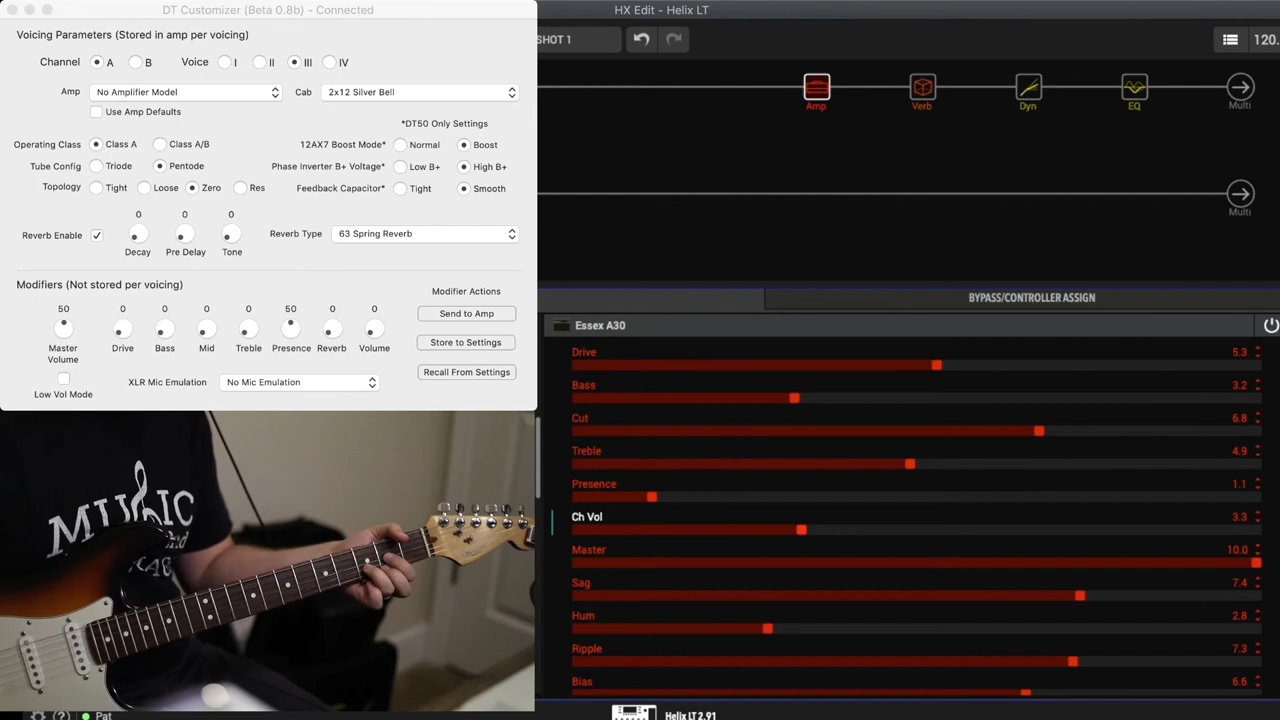 DT Customizer (Beta 0.8b) - Connected
Voicing Parameters (Stored in amp per voicing)
Channel A B Voice I II III IV
Amp No Amplifier Model Cab 2x12 Silver Bell
Use Amp Defaults
*DT50 Only Settings
Operating Class Class A Class A/B 12AX7 Boost Mode* Normal Boost
Tube Config Triode Pentode Phase Inverter B+ Voltage* Low B+ High B+
Topology Tight Loose Zero Res Feedback Capacitor* Tight Smooth
0 0 0
Reverb Enable Reverb Type 63 Spring Reverb
Decay Pre Delay Tone
Modifiers (Not stored per voicing)
Modifier Actions
50 0 0 0 0 50 0 0
Send to Amp
Master Volume Drive Bass Mid Treble Presence Reverb Volume
Store to Settings
Recall From Settings
XLR Mic Emulation No Mic Emulation
Low Vol Mode
HX Edit - Helix LT
SHOT 1
120.
Amp Verb Dyn EQ Multi
Multi
BYPASS/CONTROLLER ASSIGN
Essex A30
Drive 5.3
Bass 3.2
Cut 6.8
Treble 4.9
Presence 1.1
Ch Vol 3.3
Master 10.0
Sag 7.4
Hum 2.8
Ripple 7.3
Bias 6.6
MUSIC
Pat
Helix LT 2.91